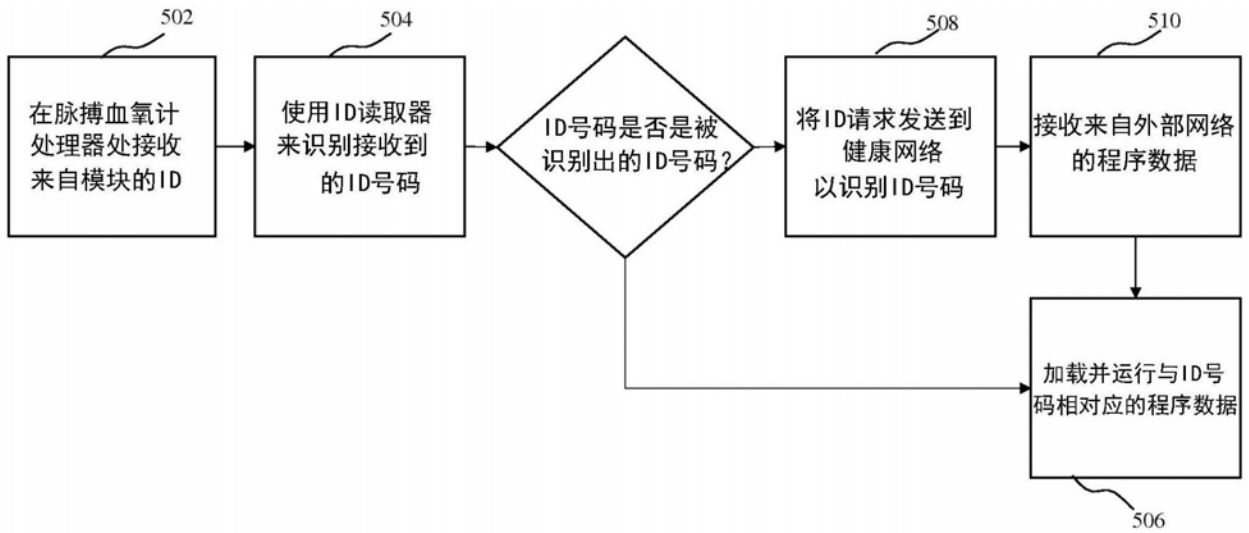 502
在脉搏血氧计
处理器处接收
来自模块的ID
504
使用ID读取器
来识别接收到
的ID号码
ID号码是否是被
识别出的ID号码？
508
将ID请求发送到
健康网络
以识别ID号码
510
接收来自外部网络
的程序数据
加载并运行与ID号
码相对应的程序数据
506